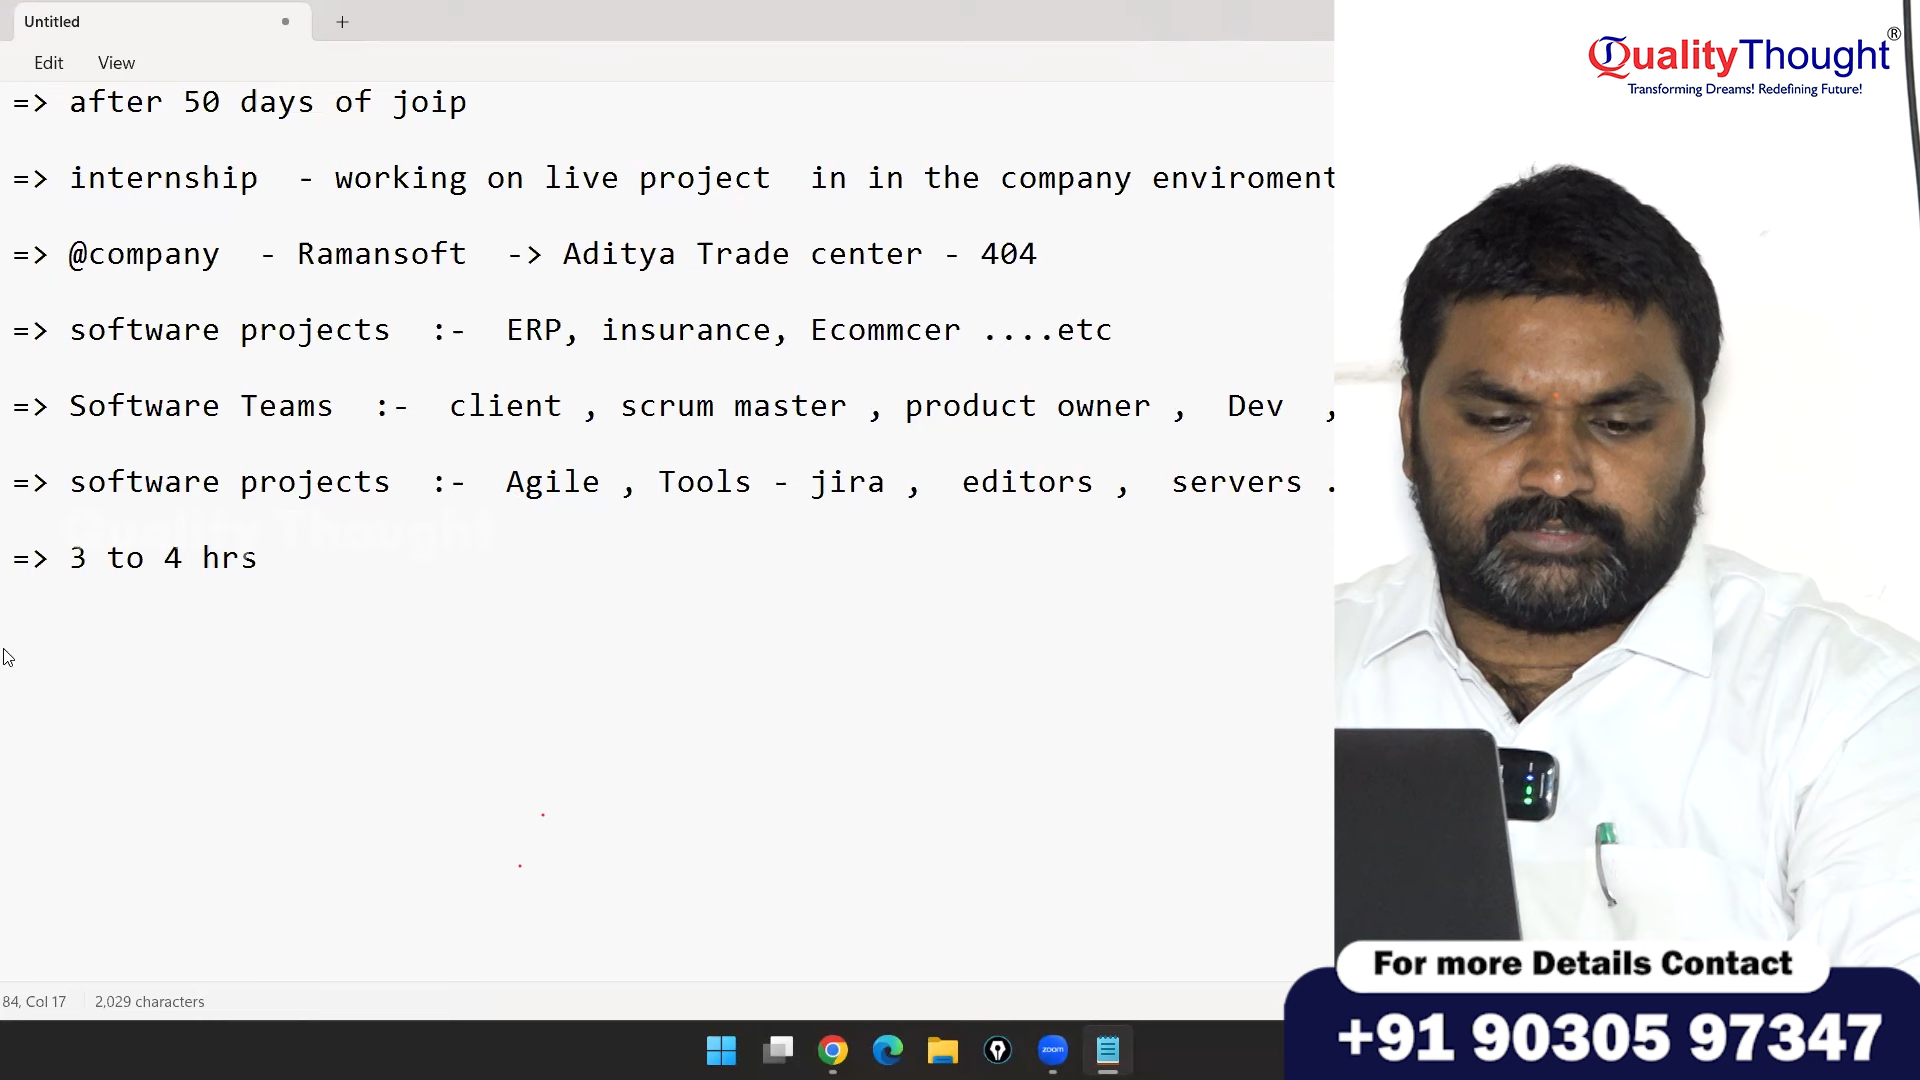 Untitled
Edit View
=> after 50 days of joip
=> internship - working on live project in in the company enviroment
=> @company - Ramansoft -> Aditya Trade center - 404
=> software projects :- ERP, insurance, Ecommcer ....etc
=> Software Teams :- client , scrum master , product owner , Dev ,
=> software projects :- Agile , Tools - jira , editors , servers .
Quality Thought
=> 3 to 4 hrs
84, Col 17 2,029 characters
zoom
QualityThought®
Transforming Dreams! Redefining Future!
For more Details Contact
+91 90305 97347